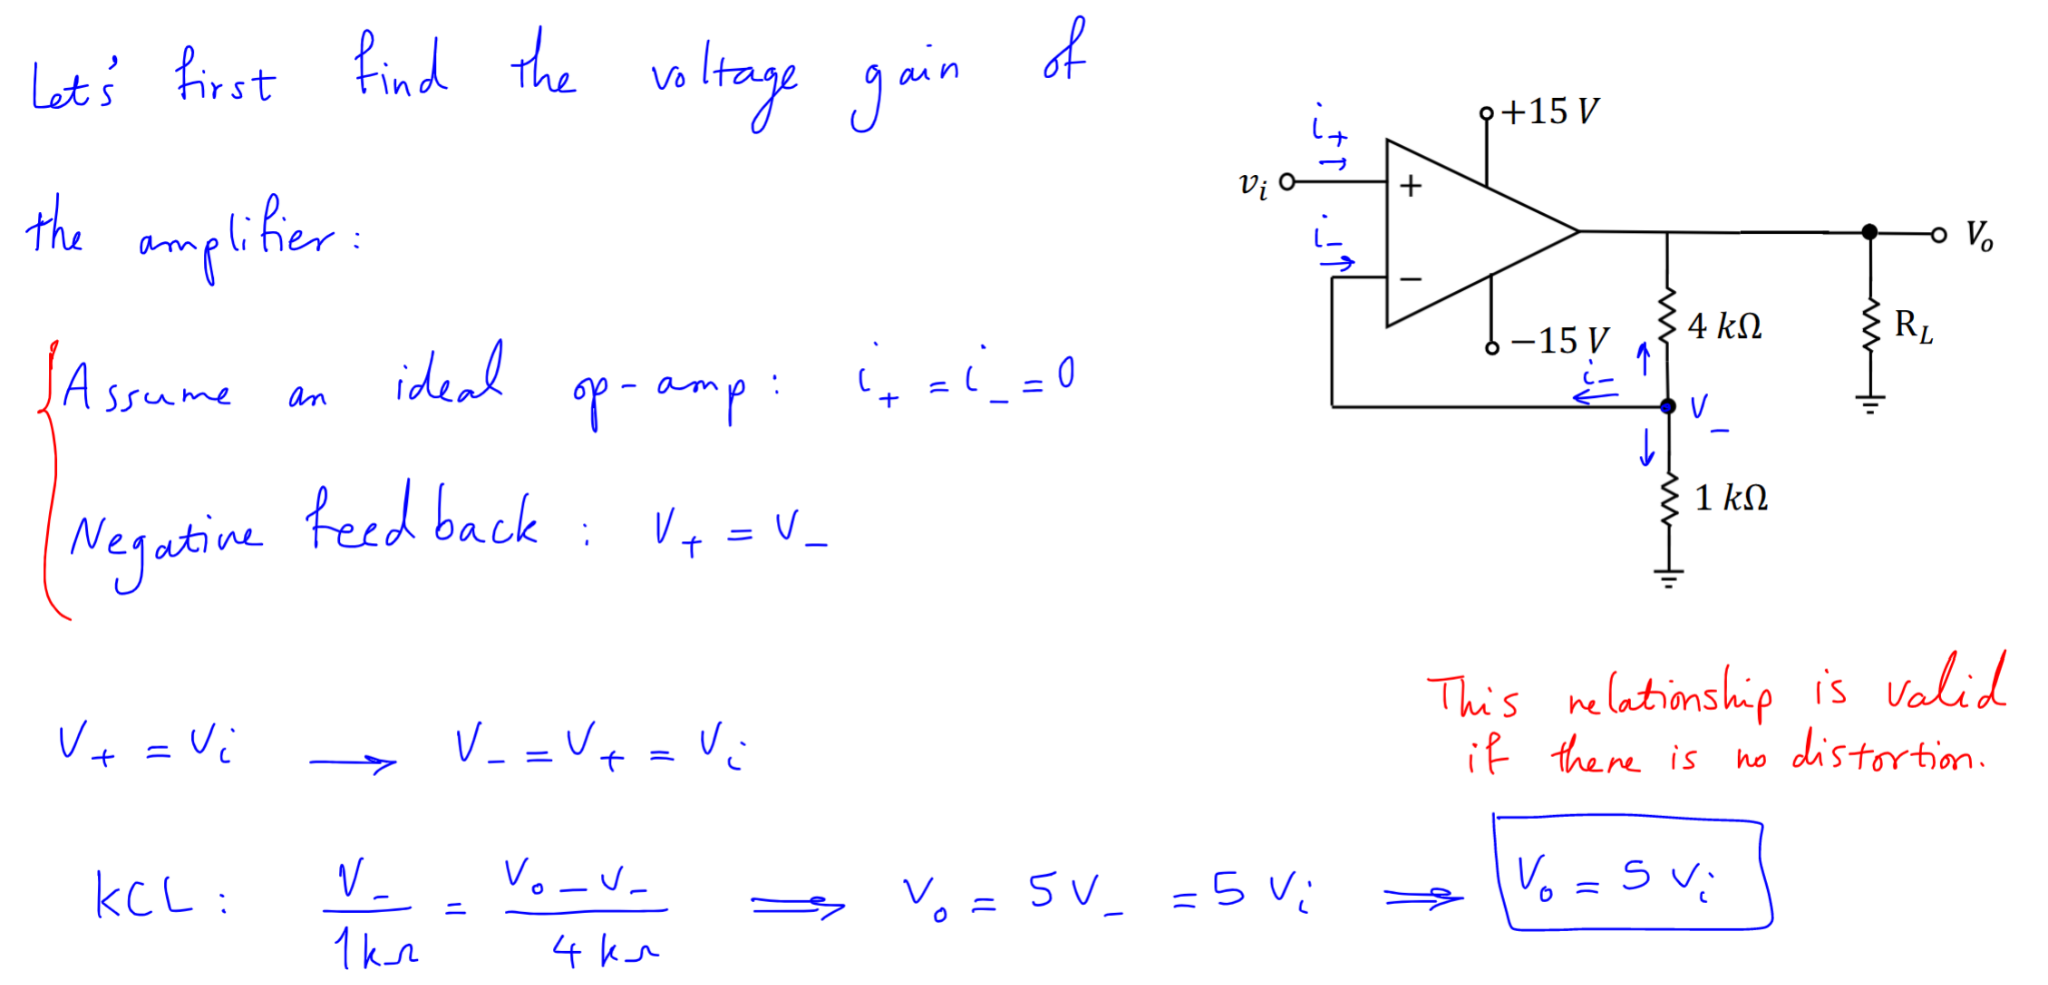 Let's first find the voltage gain of
the amplifier:
Assume an ideal op-amp: i₊ = i₋ = 0
Negative feedback: V₊ = V₋
V₊ = Vi ⟶ V₋ = V₊ = Vi
KCL: V₋/1kΩ = (Vo − V₋)/4kΩ ⟹ Vo = 5V₋ = 5Vi ⟹ Vo = 5Vi
This relationship is valid
if there is no distortion.
+15 V
i₊
→
vi
+
i₋
→
−
Vo
−15 V
4 kΩ
RL
i₋
←
V₋
1 kΩ